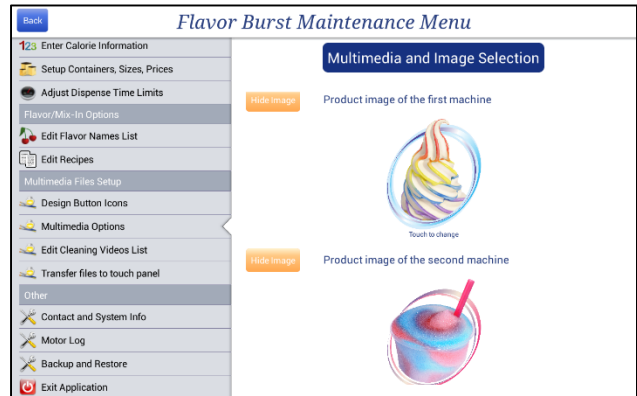 Back
Flavor Burst Maintenance Menu
123 Enter Calorie Information
Setup Containers, Sizes, Prices
Adjust Dispense Time Limits
Flavor/Mix-In Options
Edit Flavor Names List
Edit Recipes
Multimedia Files Setup
Design Button Icons
Multimedia Options
Edit Cleaning Videos List
Transfer files to touch panel
Other
Contact and System Info
Motor Log
Backup and Restore
Exit Application
Multimedia and Image Selection
Hide Image
Product image of the first machine
Touch to change
Hide Image
Product image of the second machine